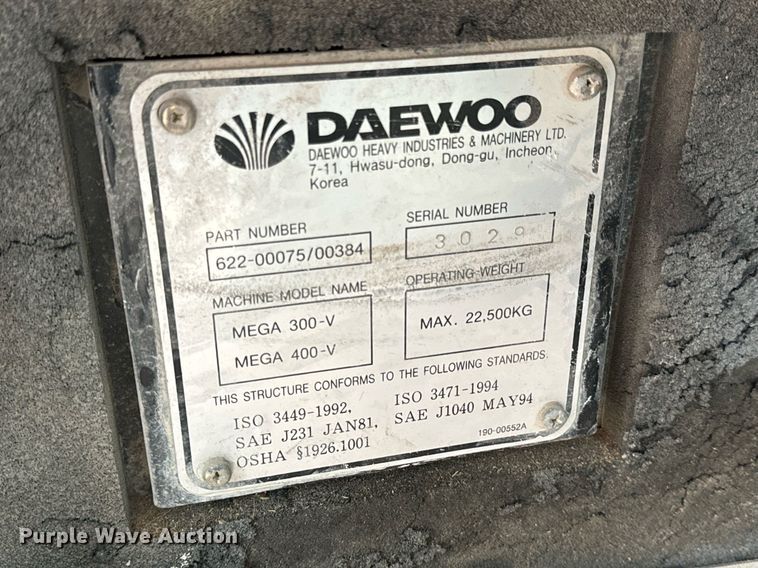 DAEWOO
DAEWOO HEAVY INDUSTRIES & MACHINERY LTD.
7-11, Hwasu-dong, Dong-gu, Incheon,
Korea
PART NUMBER
622-00075/00384
SERIAL NUMBER
3029
MACHINE MODEL NAME
MEGA 300-V
MEGA 400-V
OPERATING WEIGHT
MAX. 22,500KG
THIS STRUCTURE CONFORMS TO THE FOLLOWING STANDARDS.
ISO 3449-1992,
SAE J231 JAN81,
OSHA §1926.1001
ISO 3471-1994
SAE J1040 MAY94
190-00552A
Purple Wave Auction